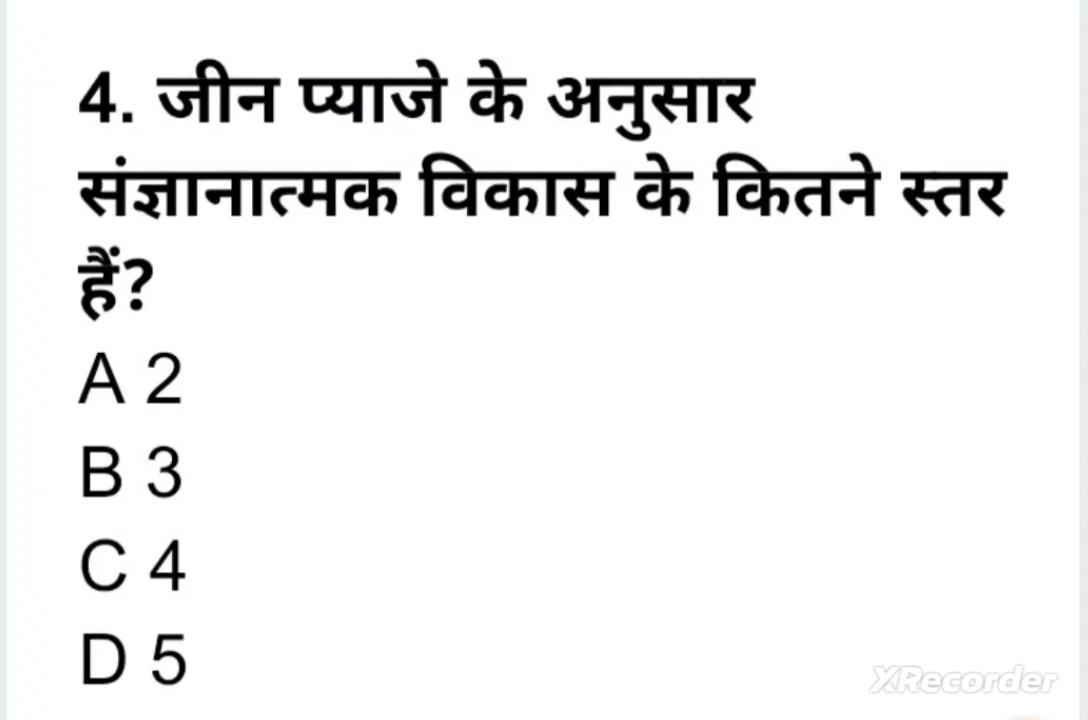 4. जीन प्याजे के अनुसार
संज्ञानात्मक विकास के कितने स्तर
हैं?
A 2
B 3
C 4
D 5
XRecorder